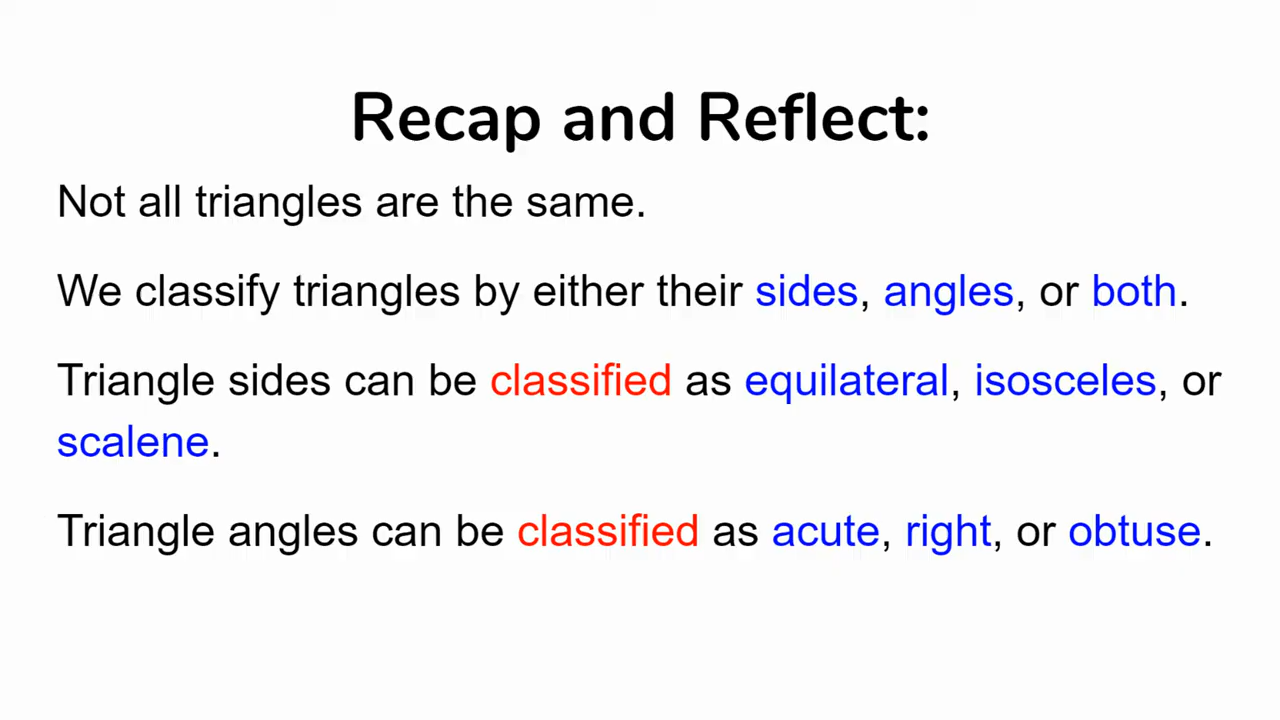 Recap and Reflect:
Not all triangles are the same.
We classify triangles by either their sides, angles, or both.
Triangle sides can be classified as equilateral, isosceles, or
scalene.
Triangle angles can be classified as acute, right, or obtuse.